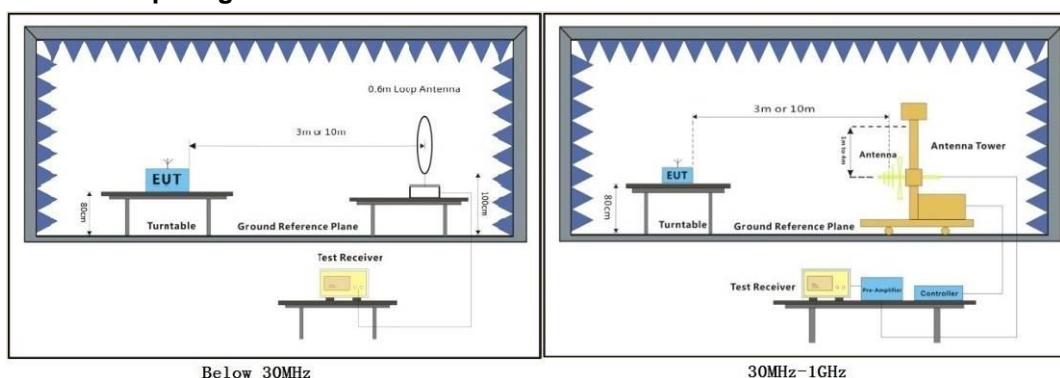 0.6m Loop Antenna
3m or 10m
EUT
80cm
100cm
Turntable
Ground Reference Plane
Test Receiver
Below 30MHz
3m or 10m
1m to 4m
Antenna
Antenna Tower
EUT
80cm
Turntable
Ground Reference Plane
Test Receiver
Pre-Amplifier
Controller
30MHz-1GHz